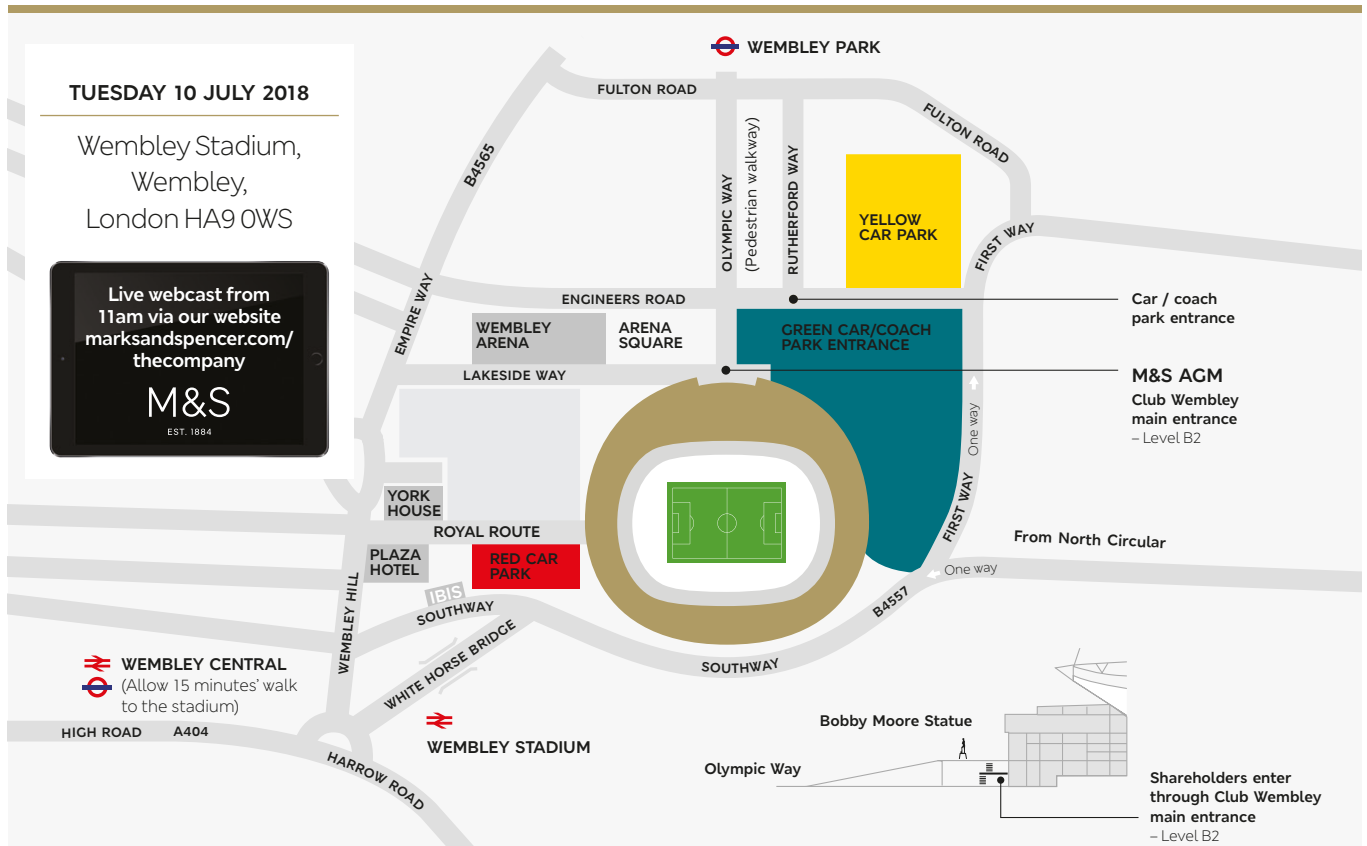 TUESDAY 10 JULY 2018
Wembley Stadium,
Wembley,
London HA9 0WS
Live webcast from
11am via our website
marksandspencer.com/
thecompany
M&S
EST. 1884
WEMBLEY PARK
FULTON ROAD
FULTON ROAD
B4565
OLYMPIC WAY
(Pedestrian walkway)
RUTHERFORD WAY
YELLOW
CAR PARK
FIRST WAY
EMPIRE WAY
ENGINEERS ROAD
Car / coach
park entrance
WEMBLEY
ARENA
ARENA
SQUARE
GREEN CAR/COACH
PARK ENTRANCE
LAKESIDE WAY
M&S AGM
Club Wembley
main entrance
– Level B2
One way
FIRST WAY
YORK
HOUSE
ROYAL ROUTE
From North Circular
One way
PLAZA
HOTEL
RED CAR
PARK
IBIS
SOUTHWAY
B4557
WEMBLEY HILL
WHITE HORSE BRIDGE
SOUTHWAY
WEMBLEY CENTRAL
(Allow 15 minutes’ walk
to the stadium)
HIGH ROAD A404
WEMBLEY STADIUM
HARROW ROAD
Bobby Moore Statue
Olympic Way
Shareholders enter
through Club Wembley
main entrance
– Level B2